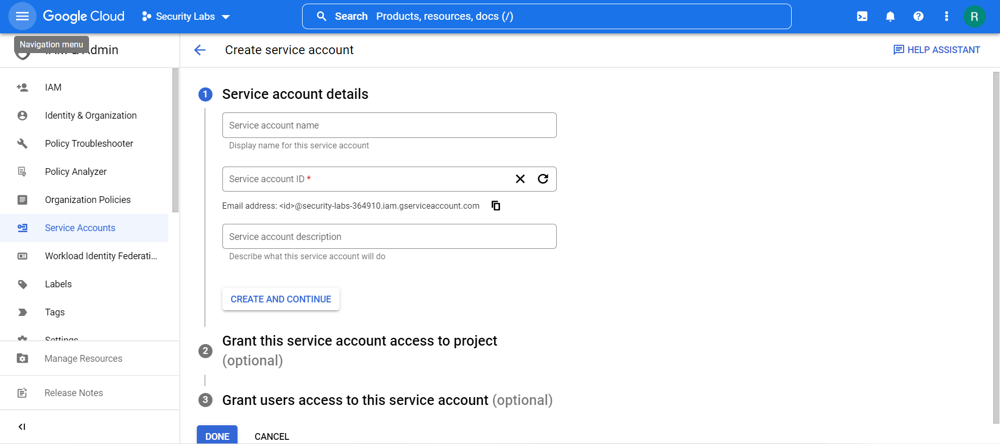 Google Cloud
Security Labs
Search Products, resources, docs (/)
R
Navigation menu
IAM & Admin
Create service account
HELP ASSISTANT
IAM
Identity & Organization
Policy Troubleshooter
Policy Analyzer
Organization Policies
Service Accounts
Workload Identity Federati...
Labels
Tags
Settings
Manage Resources
Release Notes
1 Service account details
Service account name
Display name for this service account
Service account ID *
Email address: <id>@security-labs-364910.iam.gserviceaccount.com
Service account description
Describe what this service account will do
CREATE AND CONTINUE
2 Grant this service account access to project
(optional)
3 Grant users access to this service account (optional)
DONE CANCEL